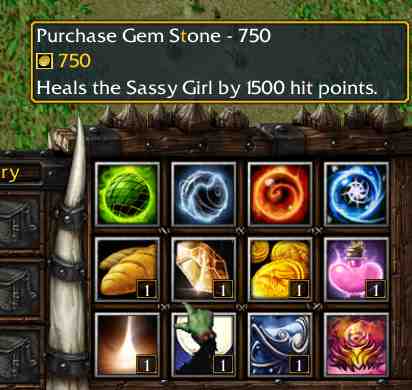 Purchase Gem Stone - 750
750
Heals the Sassy Girl by 1500 hit points.
ry
1 1 1 1
1 1 1